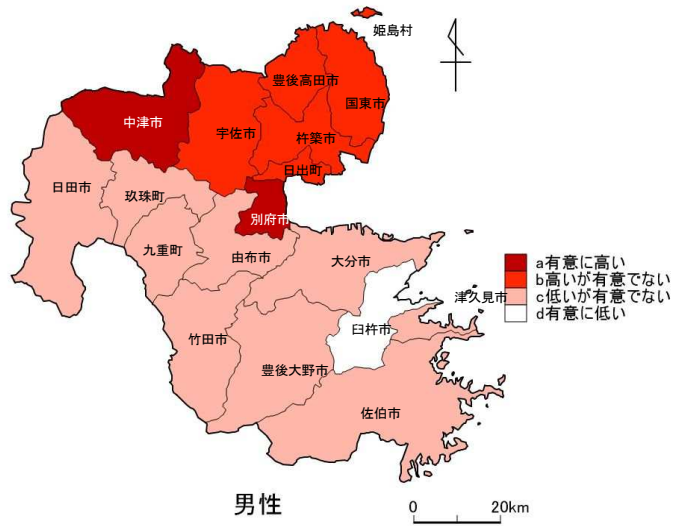 姫島村
豊後高田市
国東市
中津市
宇佐市
杵築市
日出町
日田市
玖珠町
別府市
九重町
由布市
大分市
a有意に高い
b高いが有意でない
c低いが有意でない
d有意に低い
津久見市
臼杵市
竹田市
豊後大野市
佐伯市
男性
0 20km